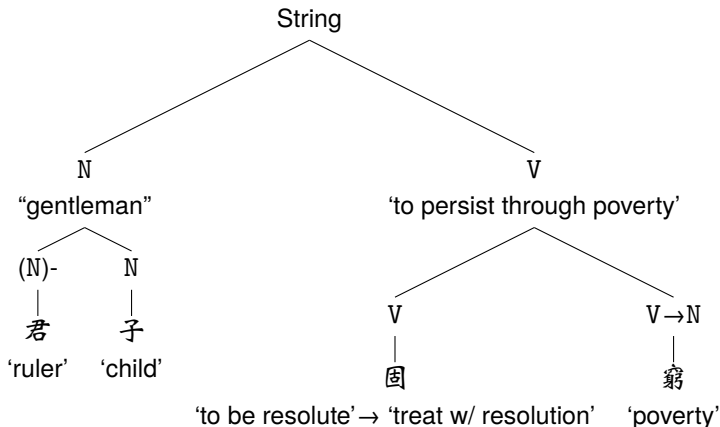 String
N V
“gentleman” ‘to persist through poverty’
(N)- N
君 子
‘ruler’ ‘child’
V V→N
固 窮
‘to be resolute’→ ‘treat w/ resolution’ ‘poverty’